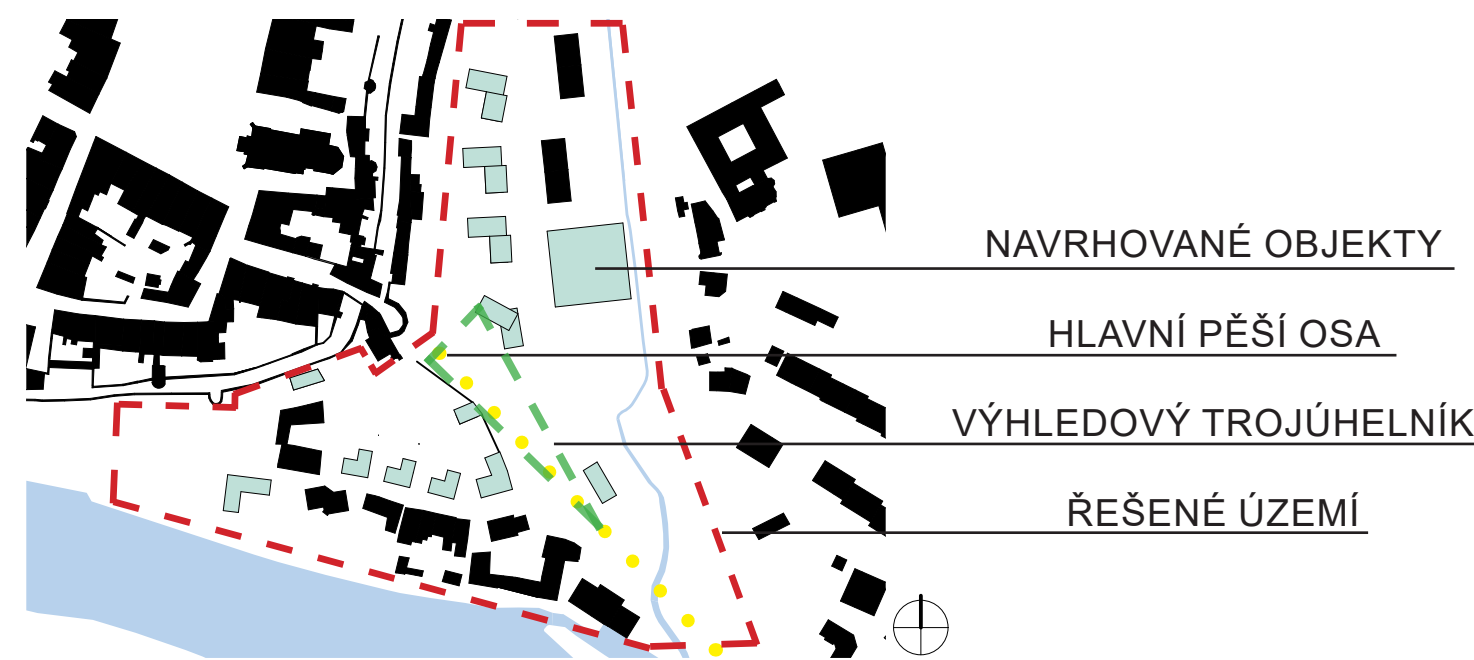 NAVRHOVANÉ OBJEKTY
HLAVNÍ PĚŠÍ OSA
VÝHLEDOVÝ TROJÚHELNÍK
ŘEŠENÉ ÚZEMÍ